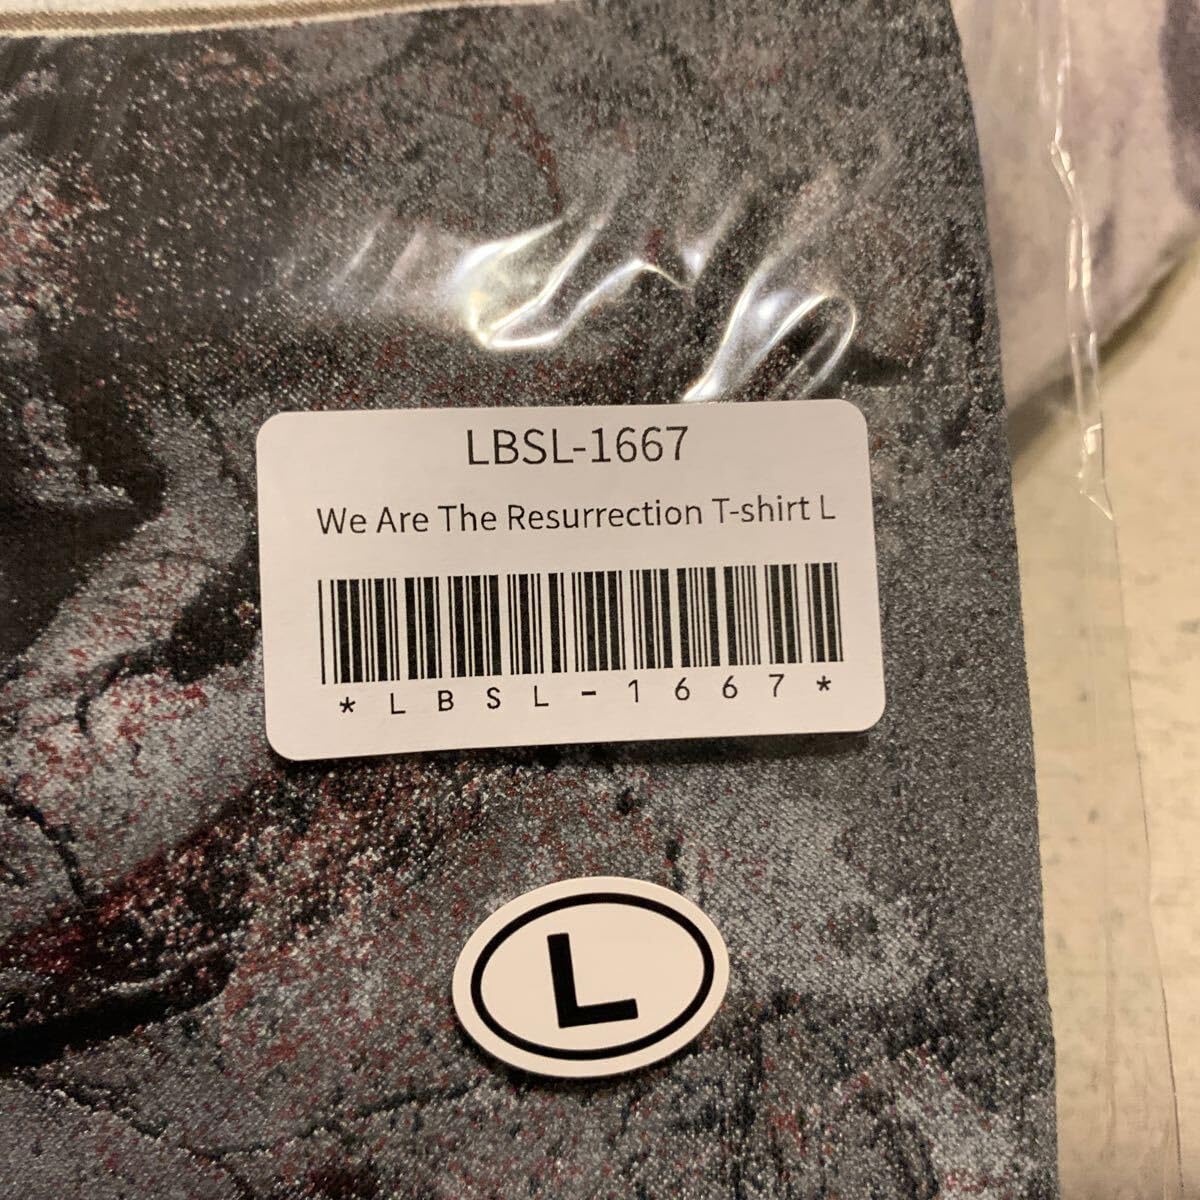 LBSL-1667
We Are The Resurrection T-shirt L
*LBSL-1667*
L